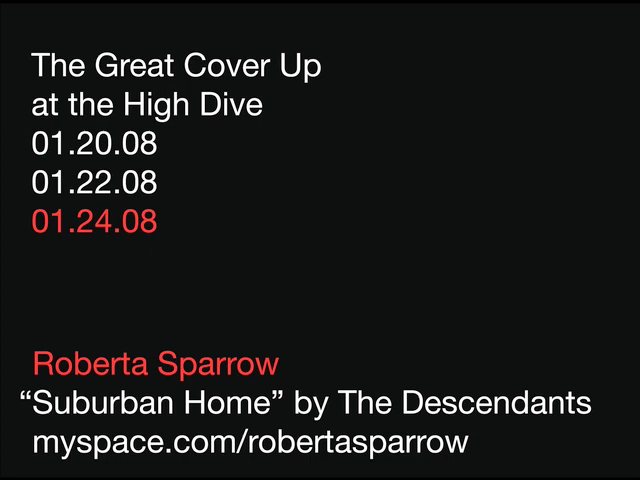 The Great Cover Up
at the High Dive
01.20.08
01.22.08
01.24.08
Roberta Sparrow
“Suburban Home” by The Descendants
myspace.com/robertasparrow